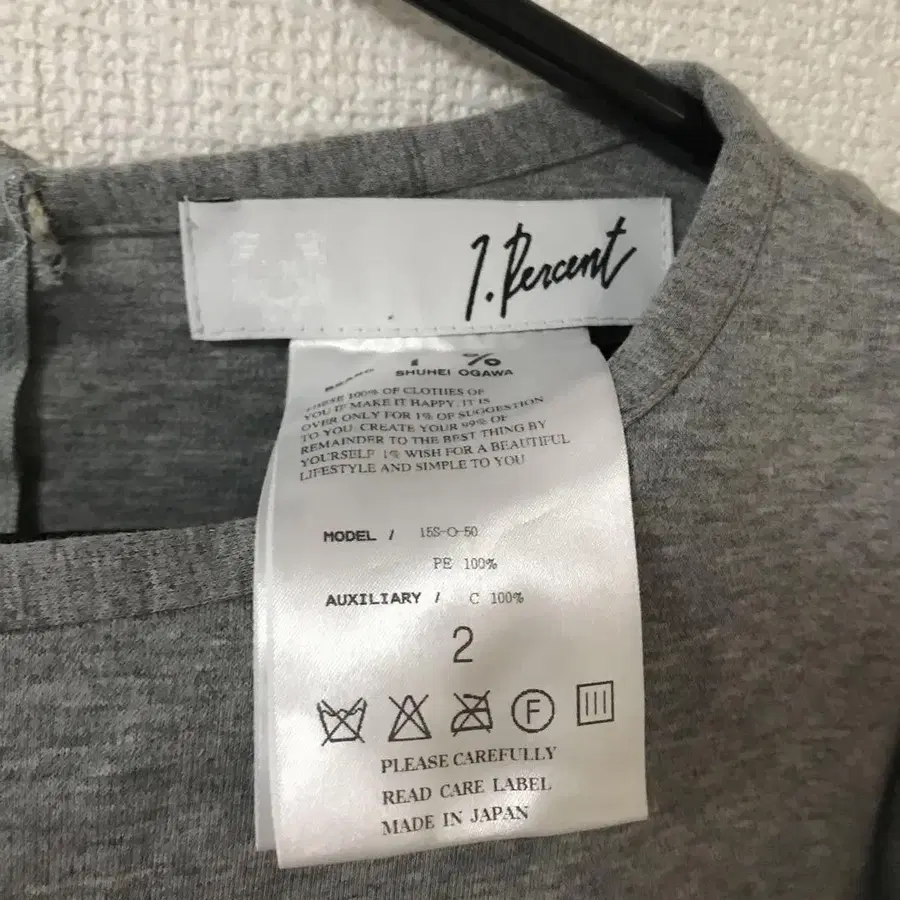 1.Percent
BRAND 1 %
SHUHEI OGAWA
THESE 100% OF CLOTHES OF
YOU IF MAKE IT HAPPY. IT IS
OVER ONLY FOR 1% OF SUGGESTION
TO YOU. CREATE YOUR 99% OF
REMAINDER TO THE BEST THING BY
YOURSELF 1% WISH FOR A BEAUTIFUL
LIFESTYLE AND SIMPLE TO YOU
MODEL / 15S-O-50
PE 100%
AUXILIARY / C 100%
2
F
PLEASE CAREFULLY
READ CARE LABEL
MADE IN JAPAN